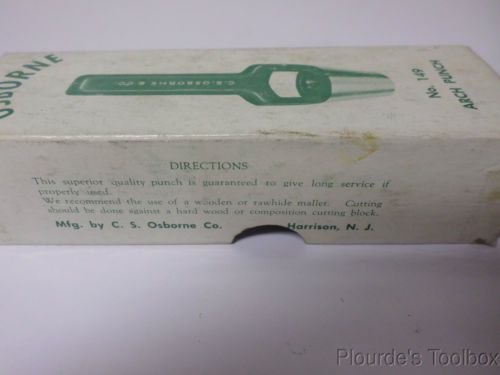 OSBORNE
C.S. OSBORNE & CO
No. 149
ARCH PUNCH
DIRECTIONS
This superior quality punch is guaranteed to give long service if
properly used.
We recommend the use of a wooden or rawhide maller. Cutting
should be done against a hard wood or composition cutting block.
Mfg. by C. S. Osborne Co. Harrison, N. J.
Plourde's Toolbox